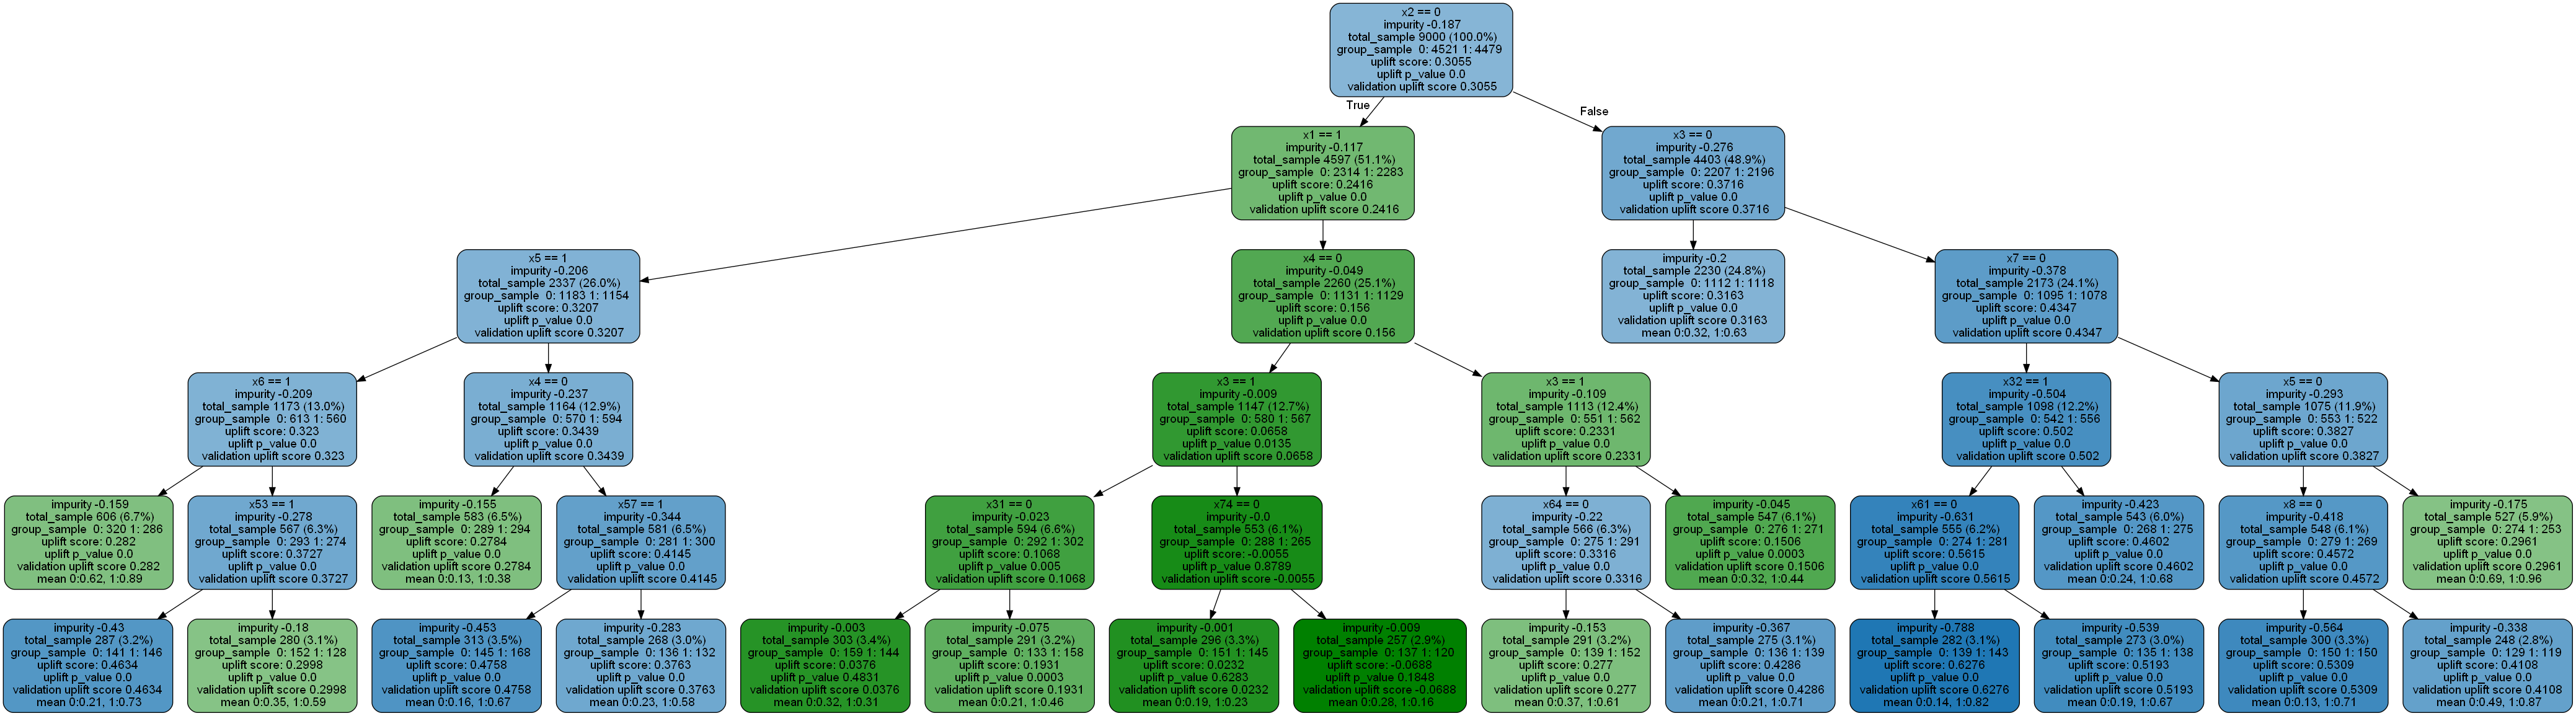 x2 == 0
impurity -0.187
total_sample 9000 (100.0%)
group_sample 0: 4521 1: 4479
uplift score: 0.3055
uplift p_value 0.0
validation uplift score 0.3055
True
False
x1 == 1
impurity -0.117
total_sample 4597 (51.1%)
group_sample 0: 2314 1: 2283
uplift score: 0.2416
uplift p_value 0.0
validation uplift score 0.2416
x3 == 0
impurity -0.276
total_sample 4403 (48.9%)
group_sample 0: 2207 1: 2196
uplift score: 0.3716
uplift p_value 0.0
validation uplift score 0.3716
x5 == 1
impurity -0.206
total_sample 2337 (26.0%)
group_sample 0: 1183 1: 1154
uplift score: 0.3207
uplift p_value 0.0
validation uplift score 0.3207
x4 == 0
impurity -0.049
total_sample 2260 (25.1%)
group_sample 0: 1131 1: 1129
uplift score: 0.156
uplift p_value 0.0
validation uplift score 0.156
impurity -0.2
total_sample 2230 (24.8%)
group_sample 0: 1112 1: 1118
uplift score: 0.3163
uplift p_value 0.0
validation uplift score 0.3163
mean 0:0.32, 1:0.63
x7 == 0
impurity -0.378
total_sample 2173 (24.1%)
group_sample 0: 1095 1: 1078
uplift score: 0.4347
uplift p_value 0.0
validation uplift score 0.4347
x6 == 1
impurity -0.209
total_sample 1173 (13.0%)
group_sample 0: 613 1: 560
uplift score: 0.323
uplift p_value 0.0
validation uplift score 0.323
x4 == 0
impurity -0.237
total_sample 1164 (12.9%)
group_sample 0: 570 1: 594
uplift score: 0.3439
uplift p_value 0.0
validation uplift score 0.3439
x3 == 1
impurity -0.009
total_sample 1147 (12.7%)
group_sample 0: 580 1: 567
uplift score: 0.0658
uplift p_value 0.0135
validation uplift score 0.0658
x3 == 1
impurity -0.109
total_sample 1113 (12.4%)
group_sample 0: 551 1: 562
uplift score: 0.2331
uplift p_value 0.0
validation uplift score 0.2331
x32 == 1
impurity -0.504
total_sample 1098 (12.2%)
group_sample 0: 542 1: 556
uplift score: 0.502
uplift p_value 0.0
validation uplift score 0.502
x5 == 0
impurity -0.293
total_sample 1075 (11.9%)
group_sample 0: 553 1: 522
uplift score: 0.3827
uplift p_value 0.0
validation uplift score 0.3827
impurity -0.159
total_sample 606 (6.7%)
group_sample 0: 320 1: 286
uplift score: 0.282
uplift p_value 0.0
validation uplift score 0.282
mean 0:0.62, 1:0.89
x53 == 1
impurity -0.278
total_sample 567 (6.3%)
group_sample 0: 293 1: 274
uplift score: 0.3727
uplift p_value 0.0
validation uplift score 0.3727
impurity -0.155
total_sample 583 (6.5%)
group_sample 0: 289 1: 294
uplift score: 0.2784
uplift p_value 0.0
validation uplift score 0.2784
mean 0:0.13, 1:0.38
x57 == 1
impurity -0.344
total_sample 581 (6.5%)
group_sample 0: 281 1: 300
uplift score: 0.4145
uplift p_value 0.0
validation uplift score 0.4145
x31 == 0
impurity -0.023
total_sample 594 (6.6%)
group_sample 0: 292 1: 302
uplift score: 0.1068
uplift p_value 0.005
validation uplift score 0.1068
x74 == 0
impurity -0.0
total_sample 553 (6.1%)
group_sample 0: 288 1: 265
uplift score: -0.0055
uplift p_value 0.8789
validation uplift score -0.0055
x64 == 0
impurity -0.22
total_sample 566 (6.3%)
group_sample 0: 275 1: 291
uplift score: 0.3316
uplift p_value 0.0
validation uplift score 0.3316
impurity -0.045
total_sample 547 (6.1%)
group_sample 0: 276 1: 271
uplift score: 0.1506
uplift p_value 0.0003
validation uplift score 0.1506
mean 0:0.32, 1:0.44
x61 == 0
impurity -0.631
total_sample 555 (6.2%)
group_sample 0: 274 1: 281
uplift score: 0.5615
uplift p_value 0.0
validation uplift score 0.5615
impurity -0.423
total_sample 543 (6.0%)
group_sample 0: 268 1: 275
uplift score: 0.4602
uplift p_value 0.0
validation uplift score 0.4602
mean 0:0.24, 1:0.68
x8 == 0
impurity -0.418
total_sample 548 (6.1%)
group_sample 0: 279 1: 269
uplift score: 0.4572
uplift p_value 0.0
validation uplift score 0.4572
impurity -0.175
total_sample 527 (5.9%)
group_sample 0: 274 1: 253
uplift score: 0.2961
uplift p_value 0.0
validation uplift score 0.2961
mean 0:0.69, 1:0.96
impurity -0.43
total_sample 287 (3.2%)
group_sample 0: 141 1: 146
uplift score: 0.4634
uplift p_value 0.0
validation uplift score 0.4634
mean 0:0.21, 1:0.73
impurity -0.18
total_sample 280 (3.1%)
group_sample 0: 152 1: 128
uplift score: 0.2998
uplift p_value 0.0
validation uplift score 0.2998
mean 0:0.35, 1:0.59
impurity -0.453
total_sample 313 (3.5%)
group_sample 0: 145 1: 168
uplift score: 0.4758
uplift p_value 0.0
validation uplift score 0.4758
mean 0:0.16, 1:0.67
impurity -0.283
total_sample 268 (3.0%)
group_sample 0: 136 1: 132
uplift score: 0.3763
uplift p_value 0.0
validation uplift score 0.3763
mean 0:0.23, 1:0.58
impurity -0.003
total_sample 303 (3.4%)
group_sample 0: 159 1: 144
uplift score: 0.0376
uplift p_value 0.4831
validation uplift score 0.0376
mean 0:0.32, 1:0.31
impurity -0.075
total_sample 291 (3.2%)
group_sample 0: 133 1: 158
uplift score: 0.1931
uplift p_value 0.0003
validation uplift score 0.1931
mean 0:0.21, 1:0.46
impurity -0.001
total_sample 296 (3.3%)
group_sample 0: 151 1: 145
uplift score: 0.0232
uplift p_value 0.6283
validation uplift score 0.0232
mean 0:0.19, 1:0.23
impurity -0.009
total_sample 257 (2.9%)
group_sample 0: 137 1: 120
uplift score: -0.0688
uplift p_value 0.1848
validation uplift score -0.0688
mean 0:0.28, 1:0.16
impurity -0.153
total_sample 291 (3.2%)
group_sample 0: 139 1: 152
uplift score: 0.277
uplift p_value 0.0
validation uplift score 0.277
mean 0:0.37, 1:0.61
impurity -0.367
total_sample 275 (3.1%)
group_sample 0: 136 1: 139
uplift score: 0.4286
uplift p_value 0.0
validation uplift score 0.4286
mean 0:0.21, 1:0.71
impurity -0.788
total_sample 282 (3.1%)
group_sample 0: 139 1: 143
uplift score: 0.6276
uplift p_value 0.0
validation uplift score 0.6276
mean 0:0.14, 1:0.82
impurity -0.539
total_sample 273 (3.0%)
group_sample 0: 135 1: 138
uplift score: 0.5193
uplift p_value 0.0
validation uplift score 0.5193
mean 0:0.19, 1:0.67
impurity -0.564
total_sample 300 (3.3%)
group_sample 0: 150 1: 150
uplift score: 0.5309
uplift p_value 0.0
validation uplift score 0.5309
mean 0:0.13, 1:0.71
impurity -0.338
total_sample 248 (2.8%)
group_sample 0: 129 1: 119
uplift score: 0.4108
uplift p_value 0.0
validation uplift score 0.4108
mean 0:0.49, 1:0.87